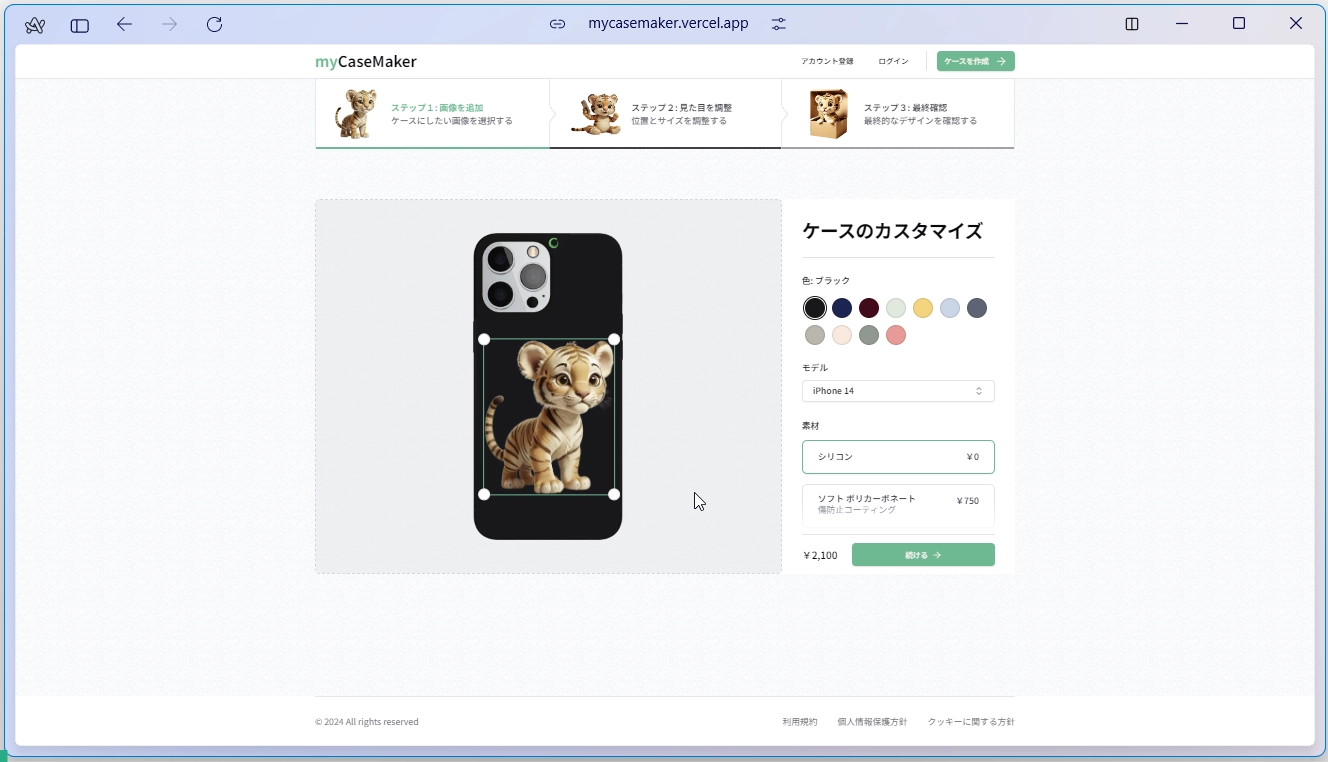 mycasemaker.vercel.app
myCaseMaker
アカウント登録
ログイン
ケースを作成
ステップ 1: 画像を追加
ケースにしたい画像を選択する
ステップ 2: 見た目を調整
位置とサイズを調整する
ステップ 3: 最終確認
最終的なデザインを確認する
ケースのカスタマイズ
色: ブラック
モデル
iPhone 14
素材
シリコン ￥0
ソフト ポリカーボネート ￥750
傷防止コーティング
￥2,100 続ける
© 2024 All rights reserved
利用規約
個人情報保護方針
クッキーに関する方針